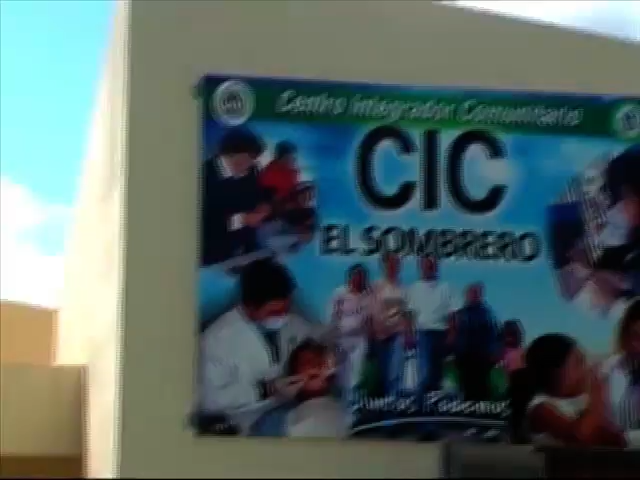 Centro Integrador Comunitario
CIC
EL SOMBRERO
Juntos Podemos